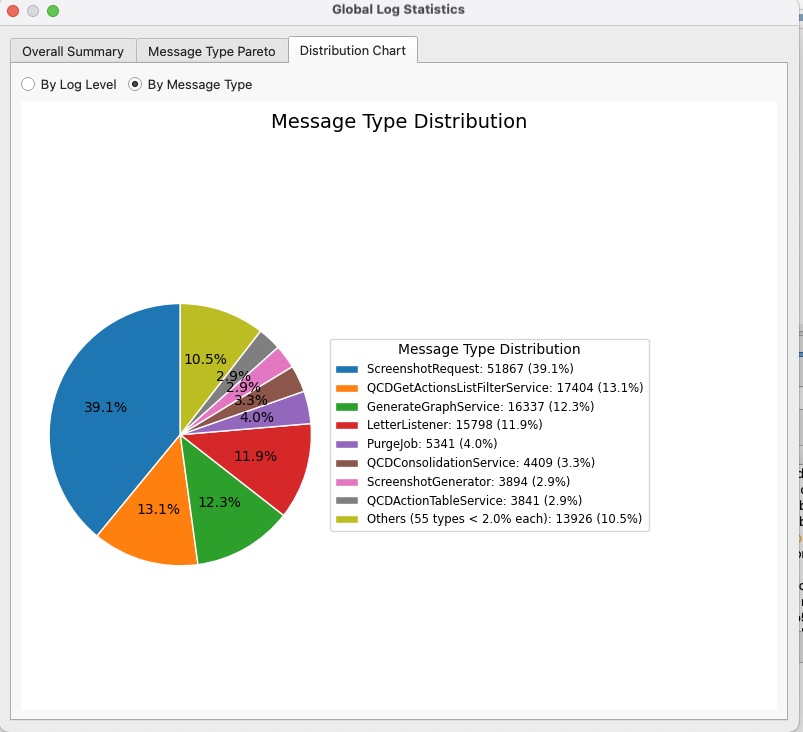 Global Log Statistics
Overall Summary
Message Type Pareto
Distribution Chart
By Log Level
By Message Type
Message Type Distribution
10.5%
2.9%
2.9%
3.3%
4.0%
39.1%
11.9%
12.3%
13.1%
Message Type Distribution
ScreenshotRequest: 51867 (39.1%)
QCDGetActionsListFilterService: 17404 (13.1%)
GenerateGraphService: 16337 (12.3%)
LetterListener: 15798 (11.9%)
PurgeJob: 5341 (4.0%)
QCDConsolidationService: 4409 (3.3%)
ScreenshotGenerator: 3894 (2.9%)
QCDActionTableService: 3841 (2.9%)
Others (55 types < 2.0% each): 13926 (10.5%)